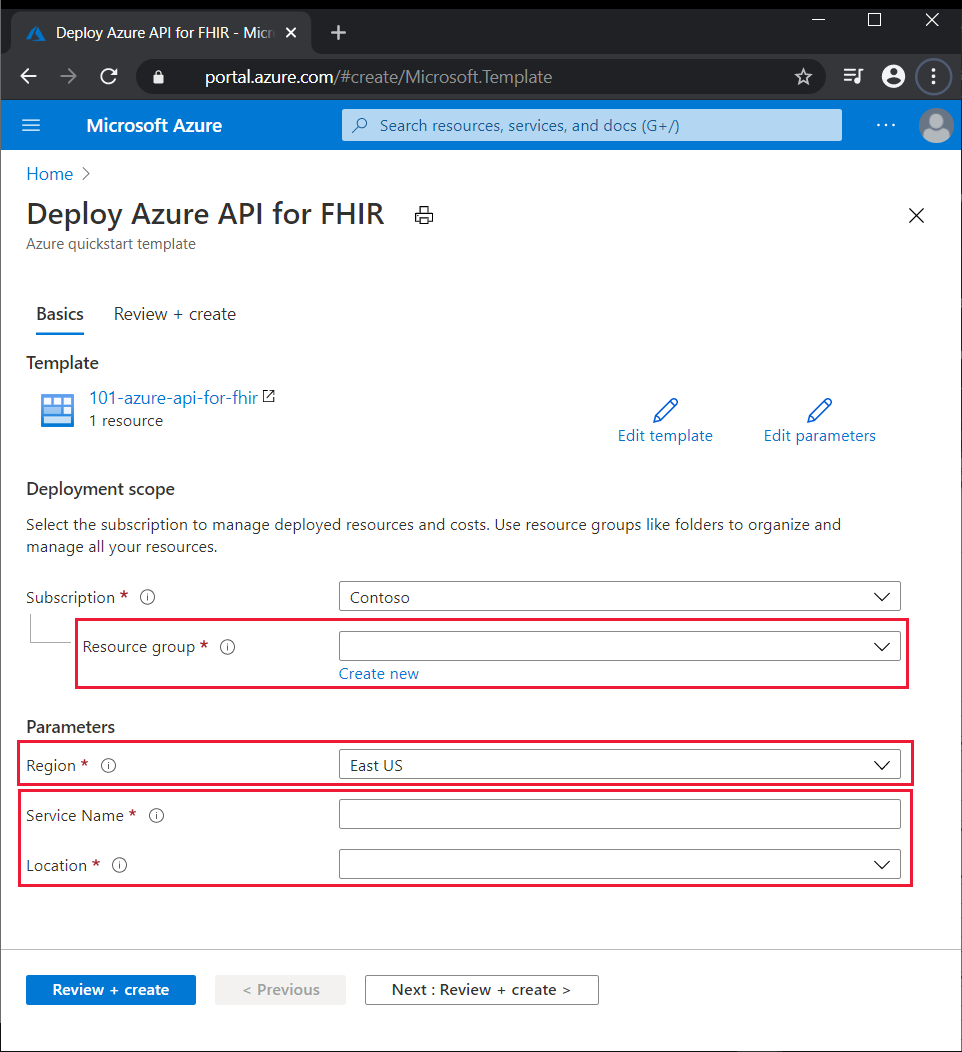 Deploy Azure API for FHIR - Micr
portal.azure.com/#create/Microsoft.Template
Microsoft Azure
Search resources, services, and docs (G+/)
Home >
Deploy Azure API for FHIR
Azure quickstart template
Basics Review + create
Template
101-azure-api-for-fhir
1 resource
Edit template Edit parameters
Deployment scope
Select the subscription to manage deployed resources and costs. Use resource groups like folders to organize and
manage all your resources.
Subscription * Contoso
Resource group *
Create new
Parameters
Region * East US
Service Name *
Location *
Review + create < Previous Next : Review + create >